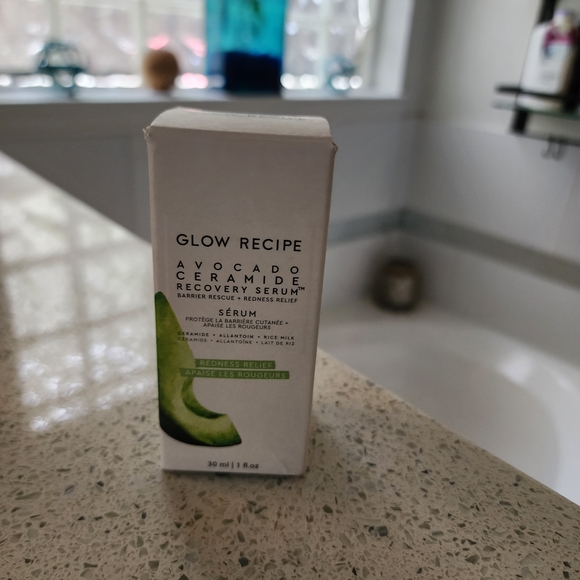 GLOW RECIPE
AVOCADO
CERAMIDE
RECOVERY SERUM™
BARRIER RESCUE + REDNESS RELIEF
SÉRUM
PROTÈGE LA BARRIÈRE CUTANÉE +
APAISE LES ROUGEURS
CERAMIDE + ALLANTOIN + RICE MILK
CÉRAMIDE + ALLANTOÏNE + LAIT DE RIZ
REDNESS RELIEF
APAISE LES ROUGEURS
30 ml | 1 fl.oz